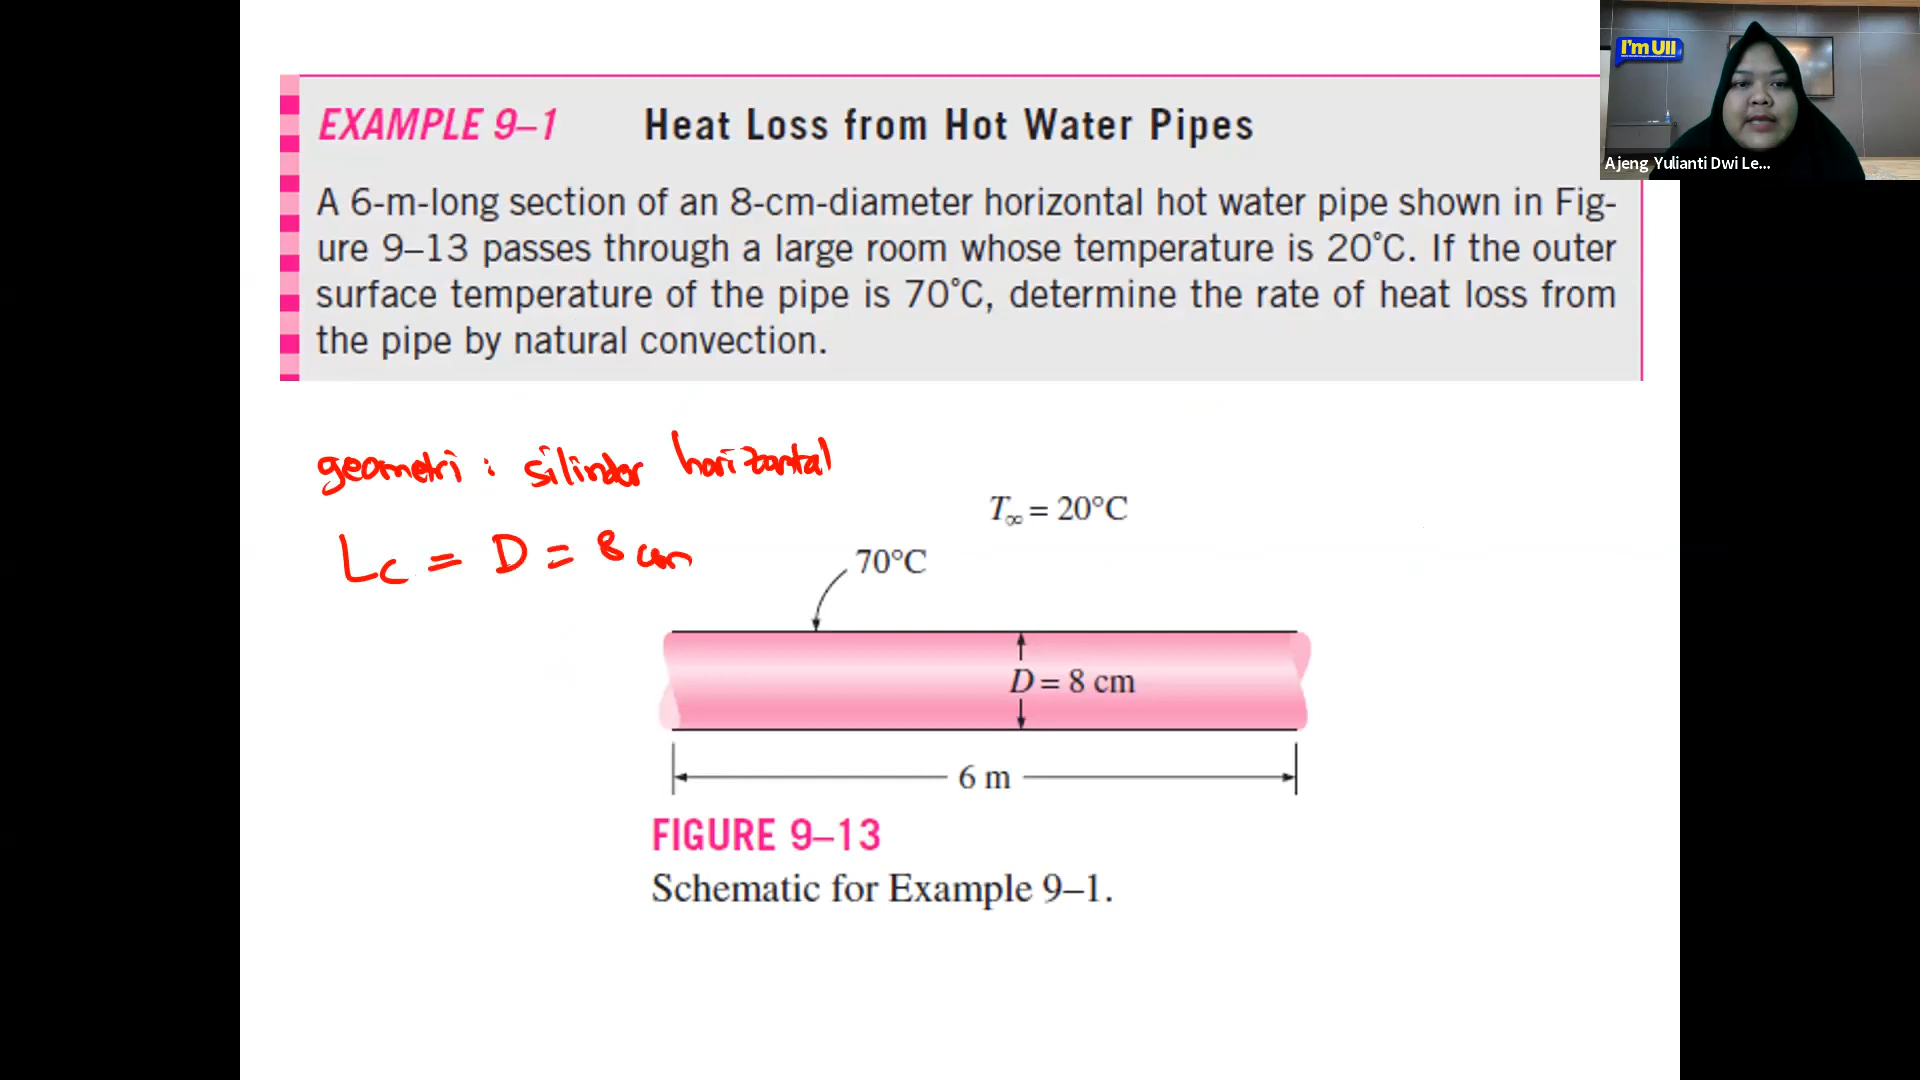 I'm UII
Ajeng Yulianti Dwi Le...
EXAMPLE 9–1 Heat Loss from Hot Water Pipes
A 6-m-long section of an 8-cm-diameter horizontal hot water pipe shown in Fig-
ure 9–13 passes through a large room whose temperature is 20°C. If the outer
surface temperature of the pipe is 70°C, determine the rate of heat loss from
the pipe by natural convection.
geometri : silinder horizontal
Lc = D = 8 cm
T∞ = 20°C
70°C
D = 8 cm
6 m
FIGURE 9–13
Schematic for Example 9–1.